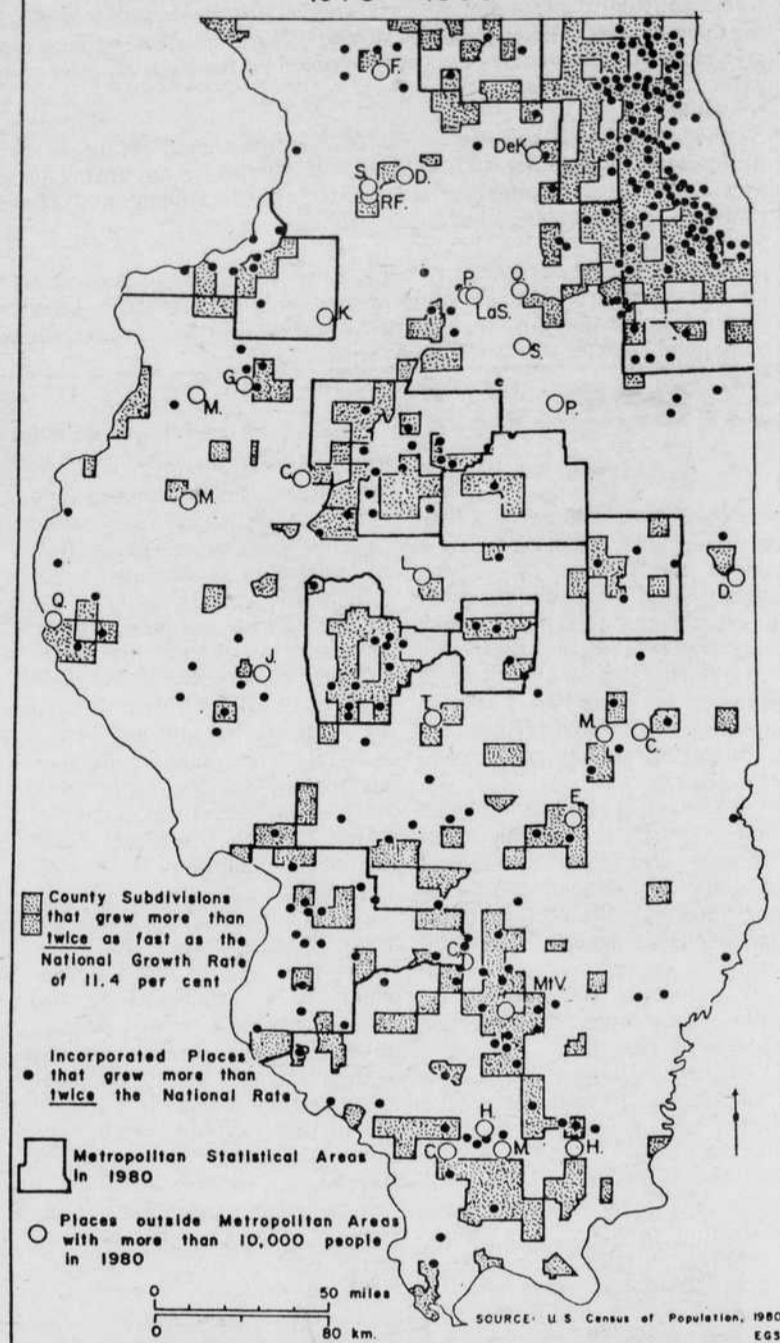 F.
DeK
S.
D.
RF.
P.
O.
LaS.
K.
S.
G.
M.
P.
C.
M.
L.
D.
Q.
J.
T.
M.
C.
E.
County Subdivisions
that grew more than
twice as fast as the
National Growth Rate
of 11.4 per cent
C.
MtV.
Incorporated Places
that grew more than
twice the National Rate
H.
C.
M.
H.
Metropolitan Statistical Areas
in 1980
Places outside Metropolitan Areas
with more than 10,000 people
in 1980
0 50 miles
0 80 km.
SOURCE: U S Census of Population, 1980